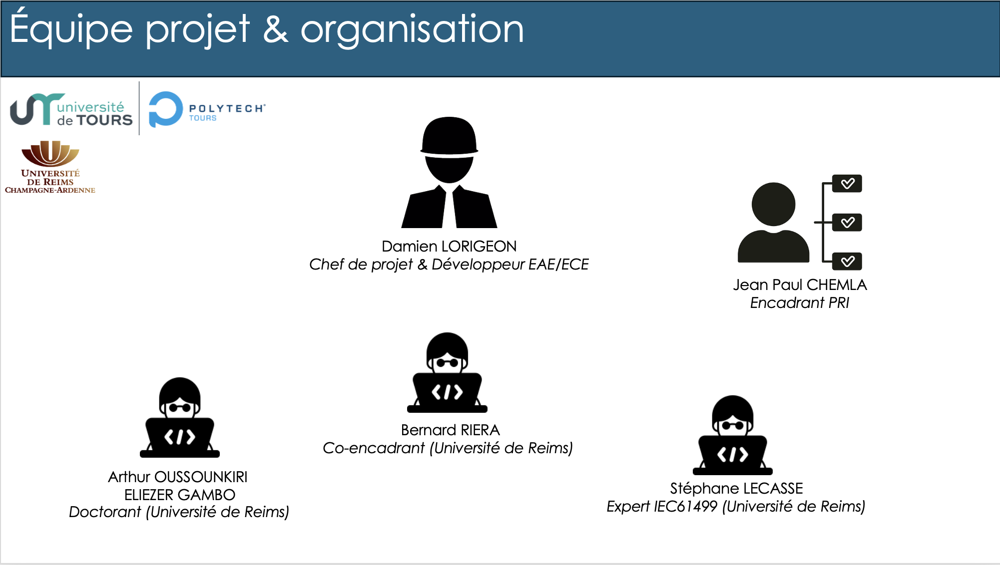 Équipe projet & organisation
université
de TOURS
POLYTECH®
TOURS
UNIVERSITÉ
DE REIMS
CHAMPAGNE-ARDENNE
Damien LORIGEON
Chef de projet & Développeur EAE/ECE
Jean Paul CHEMLA
Encadrant PRI
Bernard RIERA
Co-encadrant (Université de Reims)
Arthur OUSSOUNKIRI
ELIEZER GAMBO
Doctorant (Université de Reims)
Stéphane LECASSE
Expert IEC61499 (Université de Reims)